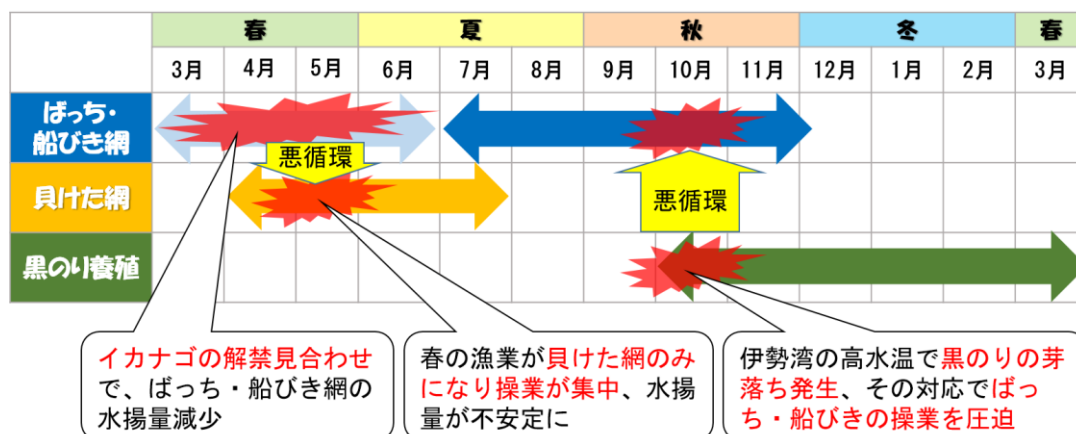 春 夏 秋 冬 春
3月 4月 5月 6月 7月 8月 9月 10月 11月 12月 1月 2月 3月
ばっち・
船びき網
悪循環
貝けた網
悪循環
黒のり養殖
イカナゴの解禁見合わせ
で、ばっち・船びき網の
水揚量減少
春の漁業が貝けた網のみ
になり操業が集中、水揚
量が不安定に
伊勢湾の高水温で黒のりの芽
落ち発生、その対応でばっ
ち・船びきの操業を圧迫